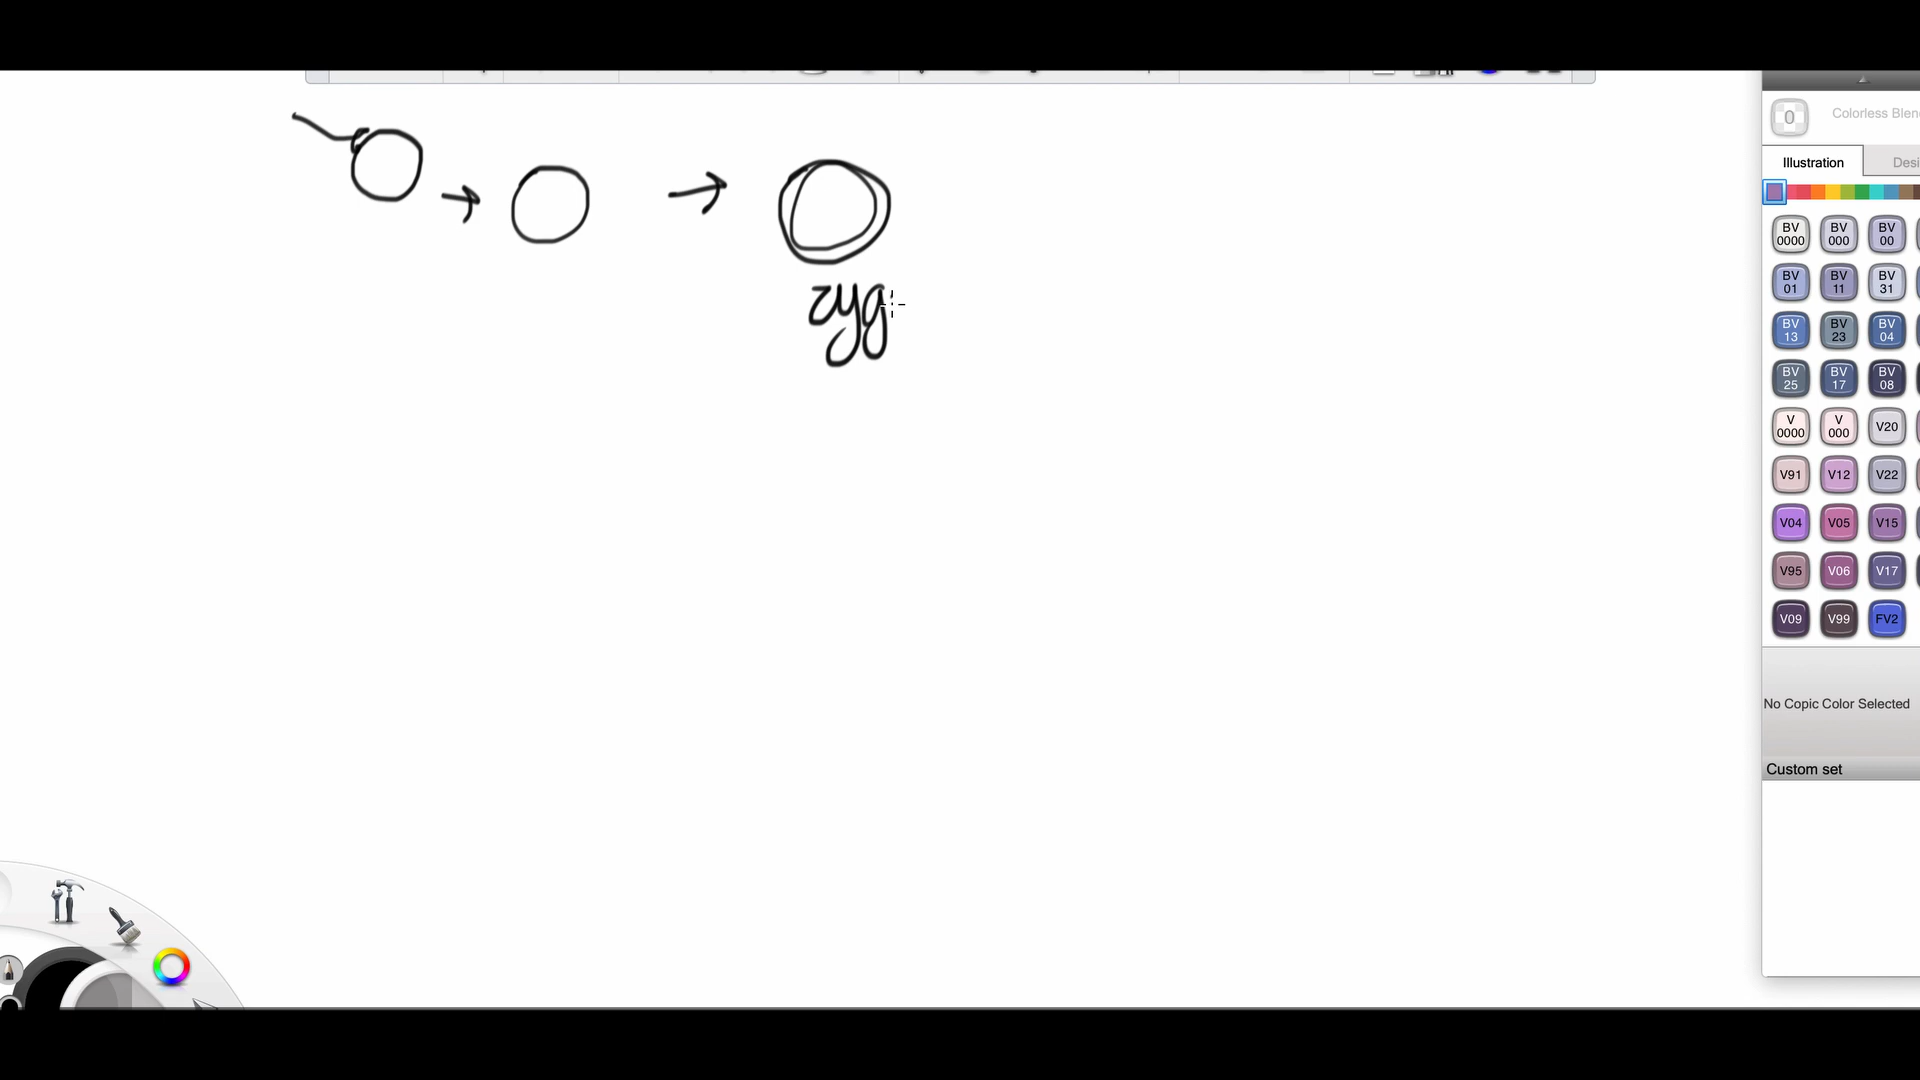 zyg
0 Colorless Blen
Illustration Desi
BV 0000 BV 000 BV 00
BV 01 BV 11 BV 31
BV 13 BV 23 BV 04
BV 25 BV 17 BV 08
V 0000 V 000 V20
V91 V12 V22
V04 V05 V15
V95 V06 V17
V09 V99 FV2
No Copic Color Selected
Custom set